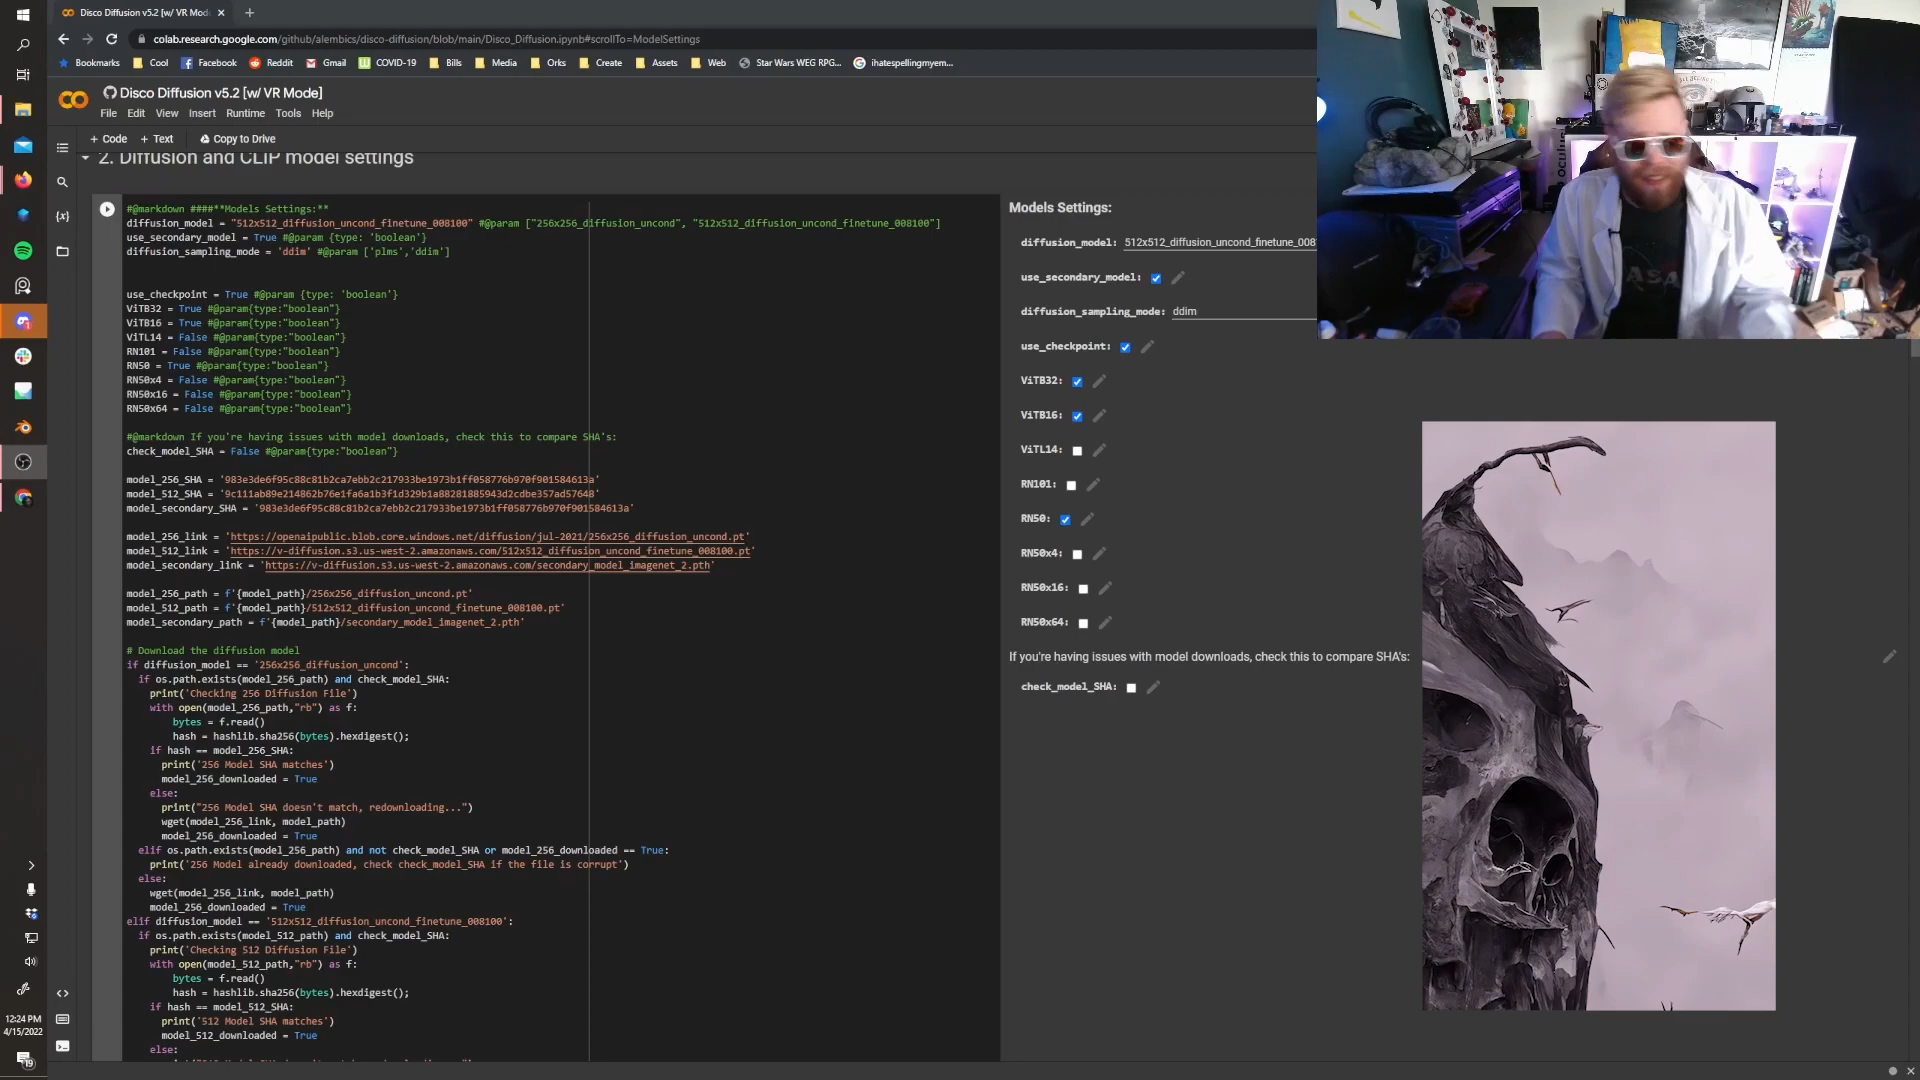 Disco Diffusion v5.2 [w/ VR Mod
colab.research.google.com/github/alembics/disco-diffusion/blob/main/Disco_Diffusion.ipynb#scrollTo=ModelSettings
Bookmarks Cool Facebook Reddit Gmail COVID-19 Bills Media Orks Create Assets Web Star Wars WEG RPG... ihatespellingmyem...
Disco Diffusion v5.2 [w/ VR Mode]
File Edit View Insert Runtime Tools Help
+ Code + Text Copy to Drive
2. Diffusion and CLIP model settings
#@markdown ####**Models Settings:**
diffusion_model = "512x512_diffusion_uncond_finetune_008100" #@param ["256x256_diffusion_uncond", "512x512_diffusion_uncond_finetune_008100"]
use_secondary_model = True #@param {type: 'boolean'}
diffusion_sampling_mode = 'ddim' #@param ['plms','ddim']
use_checkpoint = True #@param {type: 'boolean'}
ViTB32 = True #@param{type:"boolean"}
ViTB16 = True #@param{type:"boolean"}
ViTL14 = False #@param{type:"boolean"}
RN101 = False #@param{type:"boolean"}
RN50 = True #@param{type:"boolean"}
RN50x4 = False #@param{type:"boolean"}
RN50x16 = False #@param{type:"boolean"}
RN50x64 = False #@param{type:"boolean"}
#@markdown If you're having issues with model downloads, check this to compare SHA's:
check_model_SHA = False #@param{type:"boolean"}
model_256_SHA = '983e3de6f95c88c81b2ca7ebb2c217933be1973b1ff058776b970f901584613a'
model_512_SHA = '9c111ab89e214862b76e1fa6a1b3f1d329b1a88281885943d2cdbe357ad57648'
model_secondary_SHA = '983e3de6f95c88c81b2ca7ebb2c217933be1973b1ff058776b970f901584613a'
model_256_link = 'https://openaipublic.blob.core.windows.net/diffusion/jul-2021/256x256_diffusion_uncond.pt'
model_512_link = 'https://v-diffusion.s3.us-west-2.amazonaws.com/512x512_diffusion_uncond_finetune_008100.pt'
model_secondary_link = 'https://v-diffusion.s3.us-west-2.amazonaws.com/secondary_model_imagenet_2.pth'
model_256_path = f'{model_path}/256x256_diffusion_uncond.pt'
model_512_path = f'{model_path}/512x512_diffusion_uncond_finetune_008100.pt'
model_secondary_path = f'{model_path}/secondary_model_imagenet_2.pth'
# Download the diffusion model
if diffusion_model == '256x256_diffusion_uncond':
if os.path.exists(model_256_path) and check_model_SHA:
print('Checking 256 Diffusion File')
with open(model_256_path,"rb") as f:
bytes = f.read()
hash = hashlib.sha256(bytes).hexdigest();
if hash == model_256_SHA:
print('256 Model SHA matches')
model_256_downloaded = True
else:
print("256 Model SHA doesn't match, redownloading...")
wget(model_256_link, model_path)
model_256_downloaded = True
elif os.path.exists(model_256_path) and not check_model_SHA or model_256_downloaded == True:
print('256 Model already downloaded, check check_model_SHA if the file is corrupt')
else:
wget(model_256_link, model_path)
model_256_downloaded = True
elif diffusion_model == '512x512_diffusion_uncond_finetune_008100':
if os.path.exists(model_512_path) and check_model_SHA:
print('Checking 512 Diffusion File')
with open(model_512_path,"rb") as f:
bytes = f.read()
hash = hashlib.sha256(bytes).hexdigest();
if hash == model_512_SHA:
print('512 Model SHA matches')
model_512_downloaded = True
else:
Models Settings:
diffusion_model: 512x512_diffusion_uncond_finetune_008
use_secondary_model:
diffusion_sampling_mode: ddim
use_checkpoint:
ViTB32:
ViTB16:
ViTL14:
RN101:
RN50:
RN50x4:
RN50x16:
RN50x64:
If you're having issues with model downloads, check this to compare SHA's:
check_model_SHA:
12:24 PM
4/15/2022
19